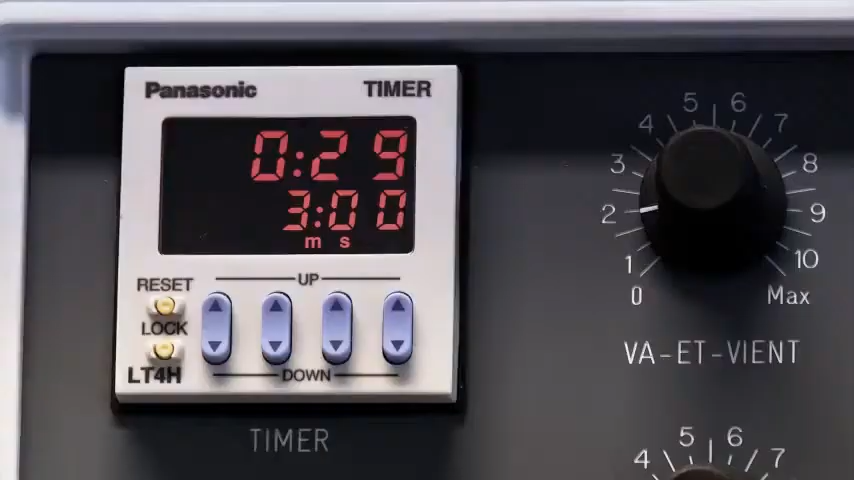 Panasonic TIMER
0:29
3:00
m s
RESET
UP
LOCK
LT4H
DOWN
TIMER
0 1 2 3 4 5 6 7 8 9 10 Max
VA-ET-VIENT
4 5 6 7